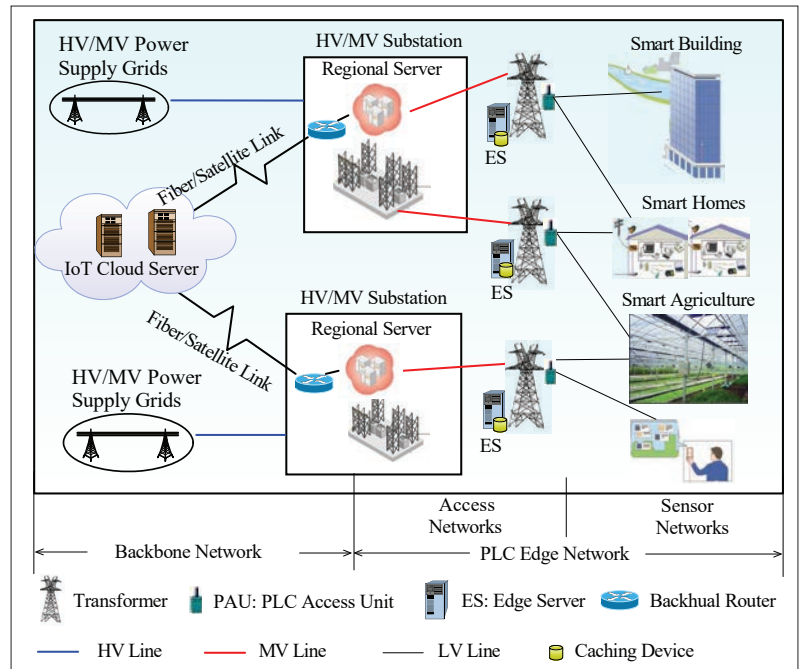 HV/MV Power
Supply Grids
HV/MV Substation
Regional Server
Smart Building
ES
Fiber/Satellite Link
IoT Cloud Server
Smart Homes
ES
HV/MV Substation
Regional Server
Smart Agriculture
Fiber/Satellite Link
HV/MV Power
Supply Grids
ES
Access
Networks
Sensor
Networks
Backbone Network
PLC Edge Network
Transformer
PAU: PLC Access Unit
ES: Edge Server
Backhual Router
HV Line
MV Line
LV Line
Caching Device